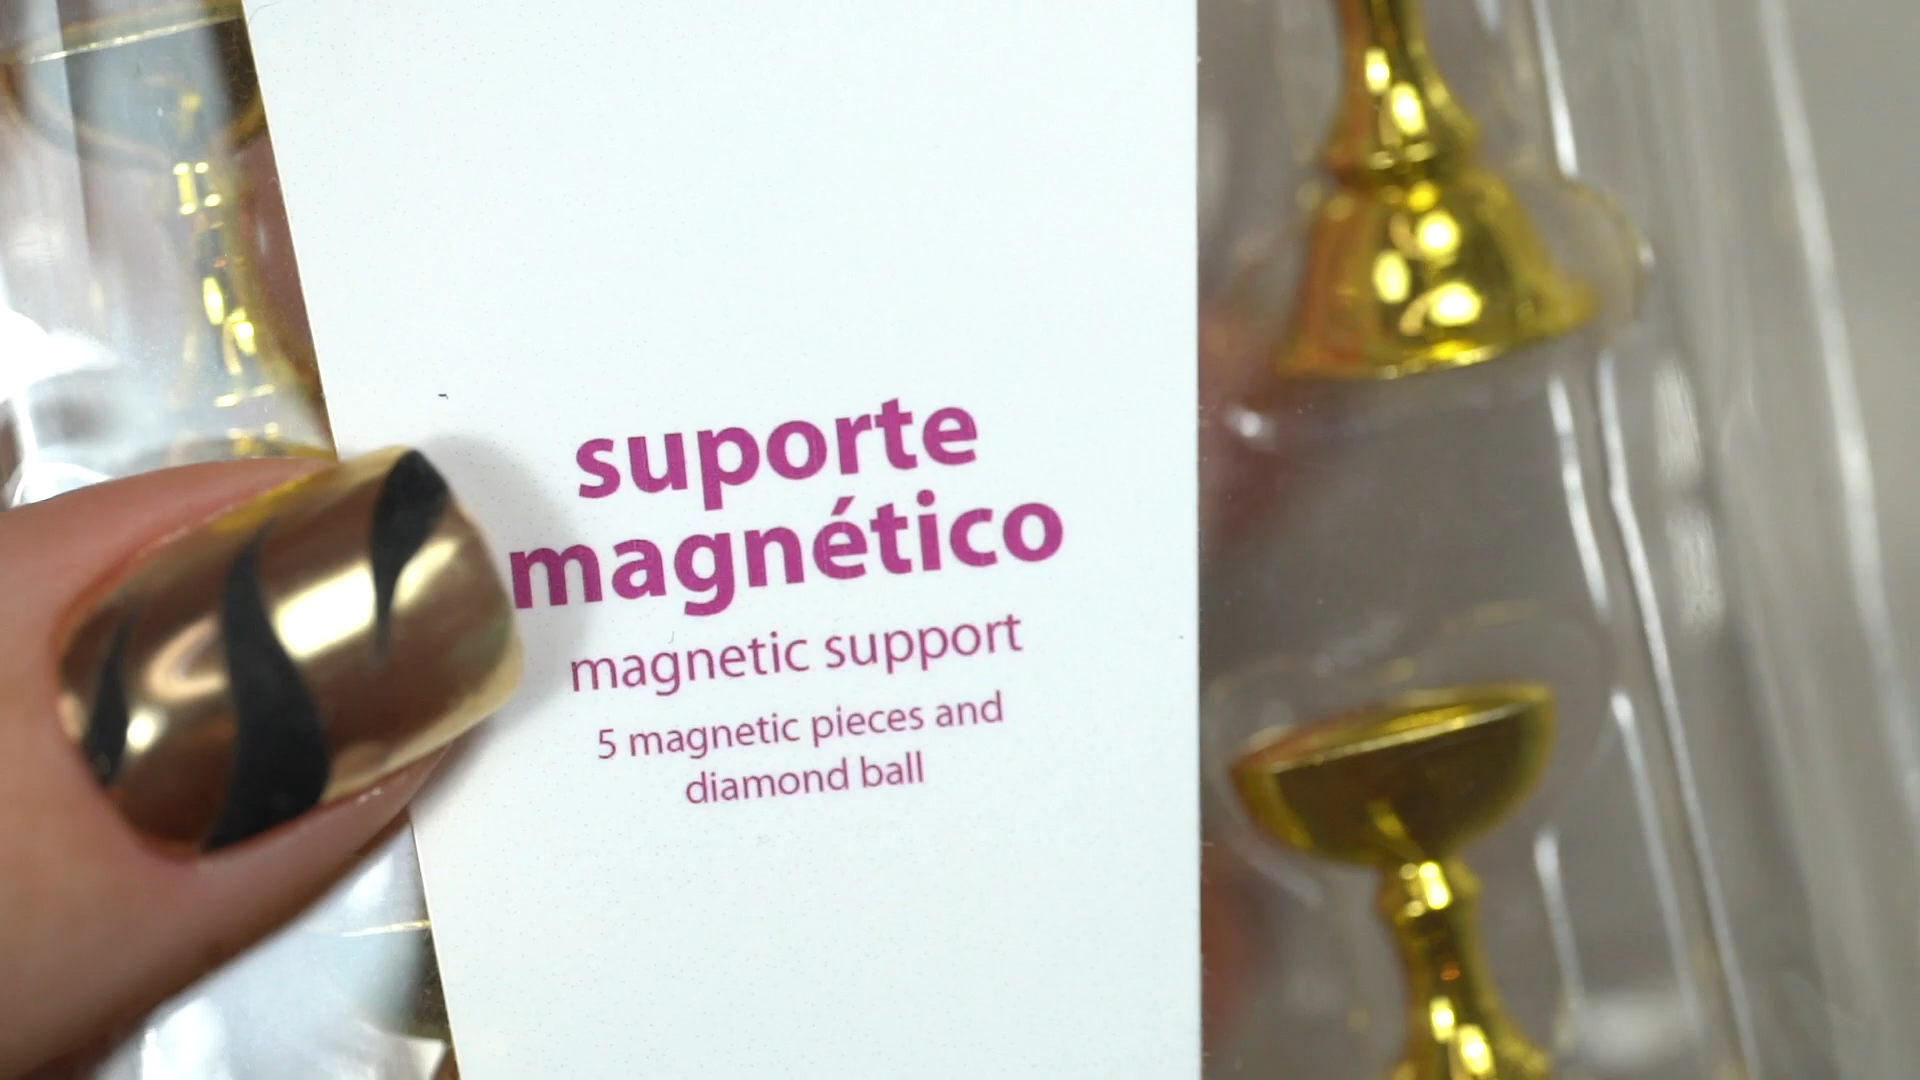 suporte
magnético
magnetic support
5 magnetic pieces and
diamond ball